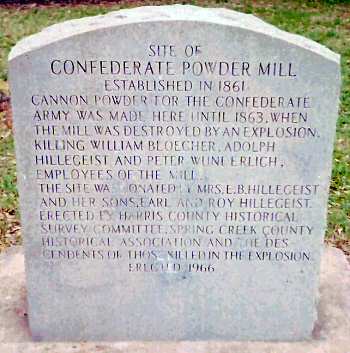 SITE OF
CONFEDERATE POWDER MILL
ESTABLISHED IN 1861
CANNON POWDER FOR THE CONFEDERATE
ARMY WAS MADE HERE UNTIL 1863, WHEN
THE MILL WAS DESTROYED BY AN EXPLOSION,
KILLING WILLIAM BLOECHER, ADOLPH
HILLEGEIST AND PETER WUNDERLICH,
EMPLOYEES OF THE MILL.
THE SITE WAS DONATED BY MRS. E.B. HILLEGEIST
AND HER SONS, EARL AND ROY HILLEGEIST.
ERECTED BY HARRIS COUNTY HISTORICAL
SURVEY COMMITTEE, SPRING CREEK COUNTY
HISTORICAL ASSOCIATION AND THE DES-
CENDENTS OF THOSE KILLED IN THE EXPLOSION.
ERECTED 1966